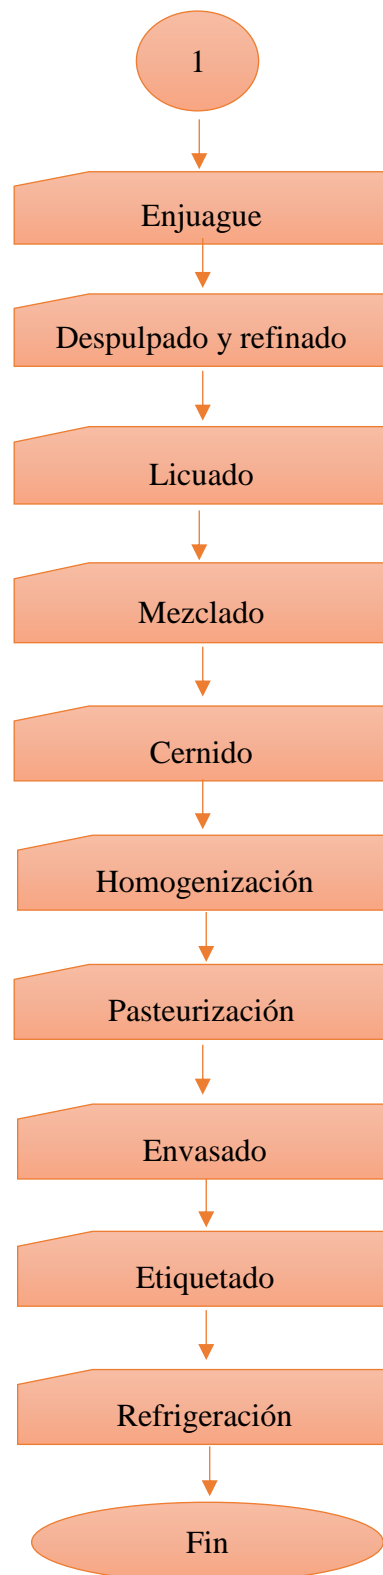 1
Enjuague
Despulpado y refinado
Licuado
Mezclado
Cernido
Homogenización
Pasteurización
Envasado
Etiquetado
Refrigeración
Fin